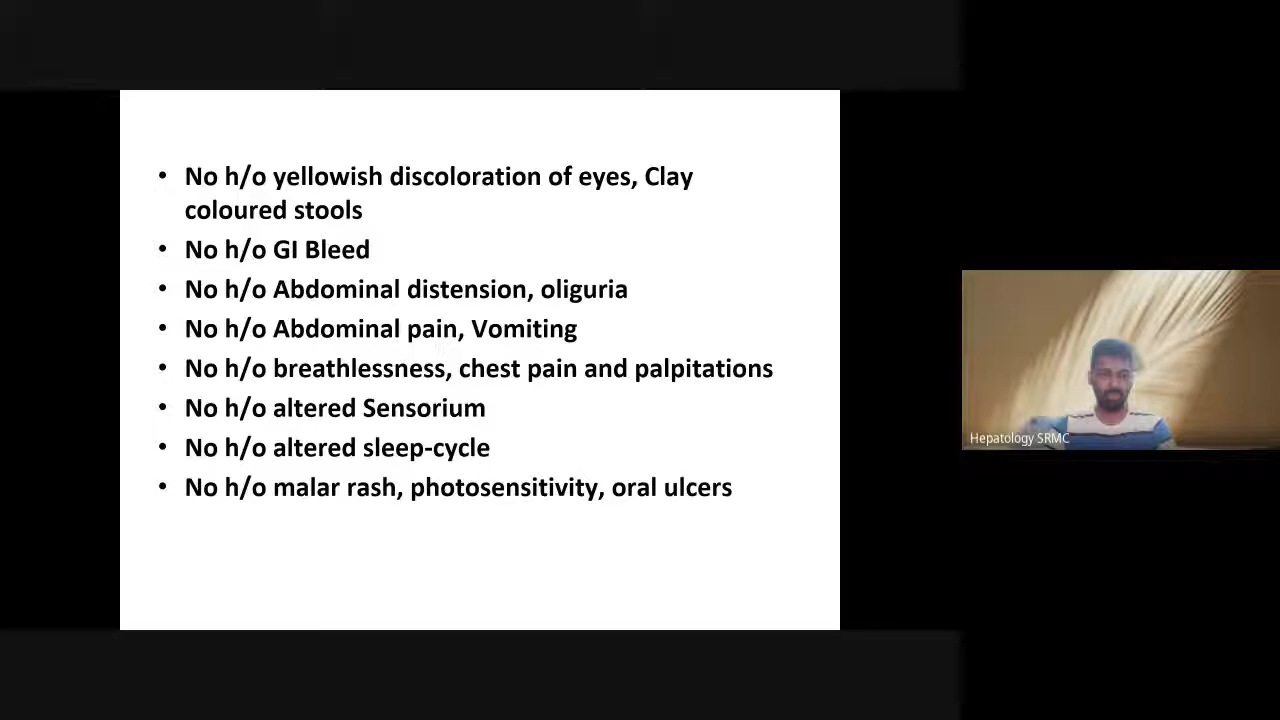 • No h/o yellowish discoloration of eyes, Clay
coloured stools
• No h/o GI Bleed
• No h/o Abdominal distension, oliguria
• No h/o Abdominal pain, Vomiting
• No h/o breathlessness, chest pain and palpitations
• No h/o altered Sensorium
• No h/o altered sleep-cycle
• No h/o malar rash, photosensitivity, oral ulcers
Hepatology SRMC